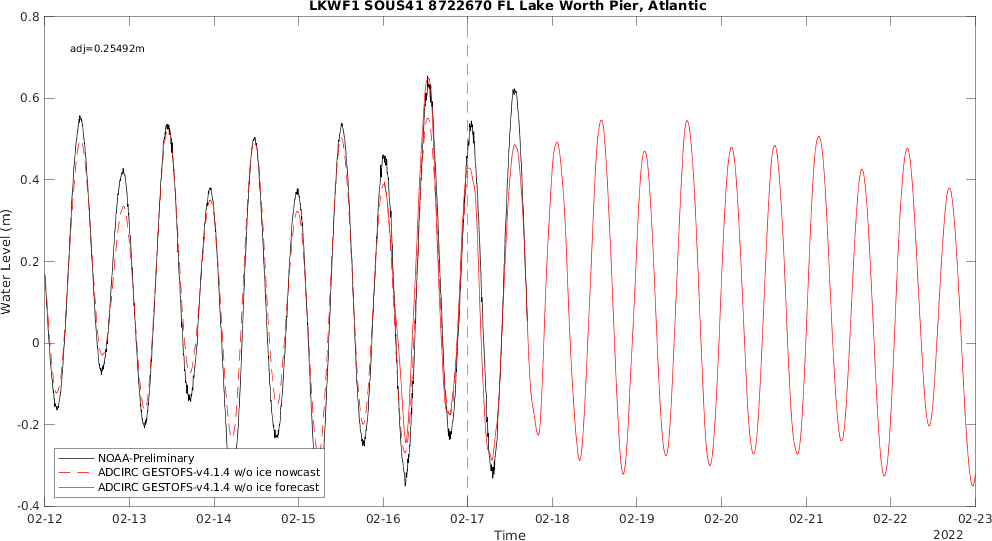 LKWF1 SOUS41 8722670 FL Lake Worth Pier, Atlantic
adj=0.25492m
Water Level (m)
0.8
0.6
0.4
0.2
0
-0.2
-0.4
NOAA-Preliminary
ADCIRC GESTOFS-v4.1.4 w/o ice nowcast
ADCIRC GESTOFS-v4.1.4 w/o ice forecast
02-12 02-13 02-14 02-15 02-16 02-17 02-18 02-19 02-20 02-21 02-22 02-23
Time
2022